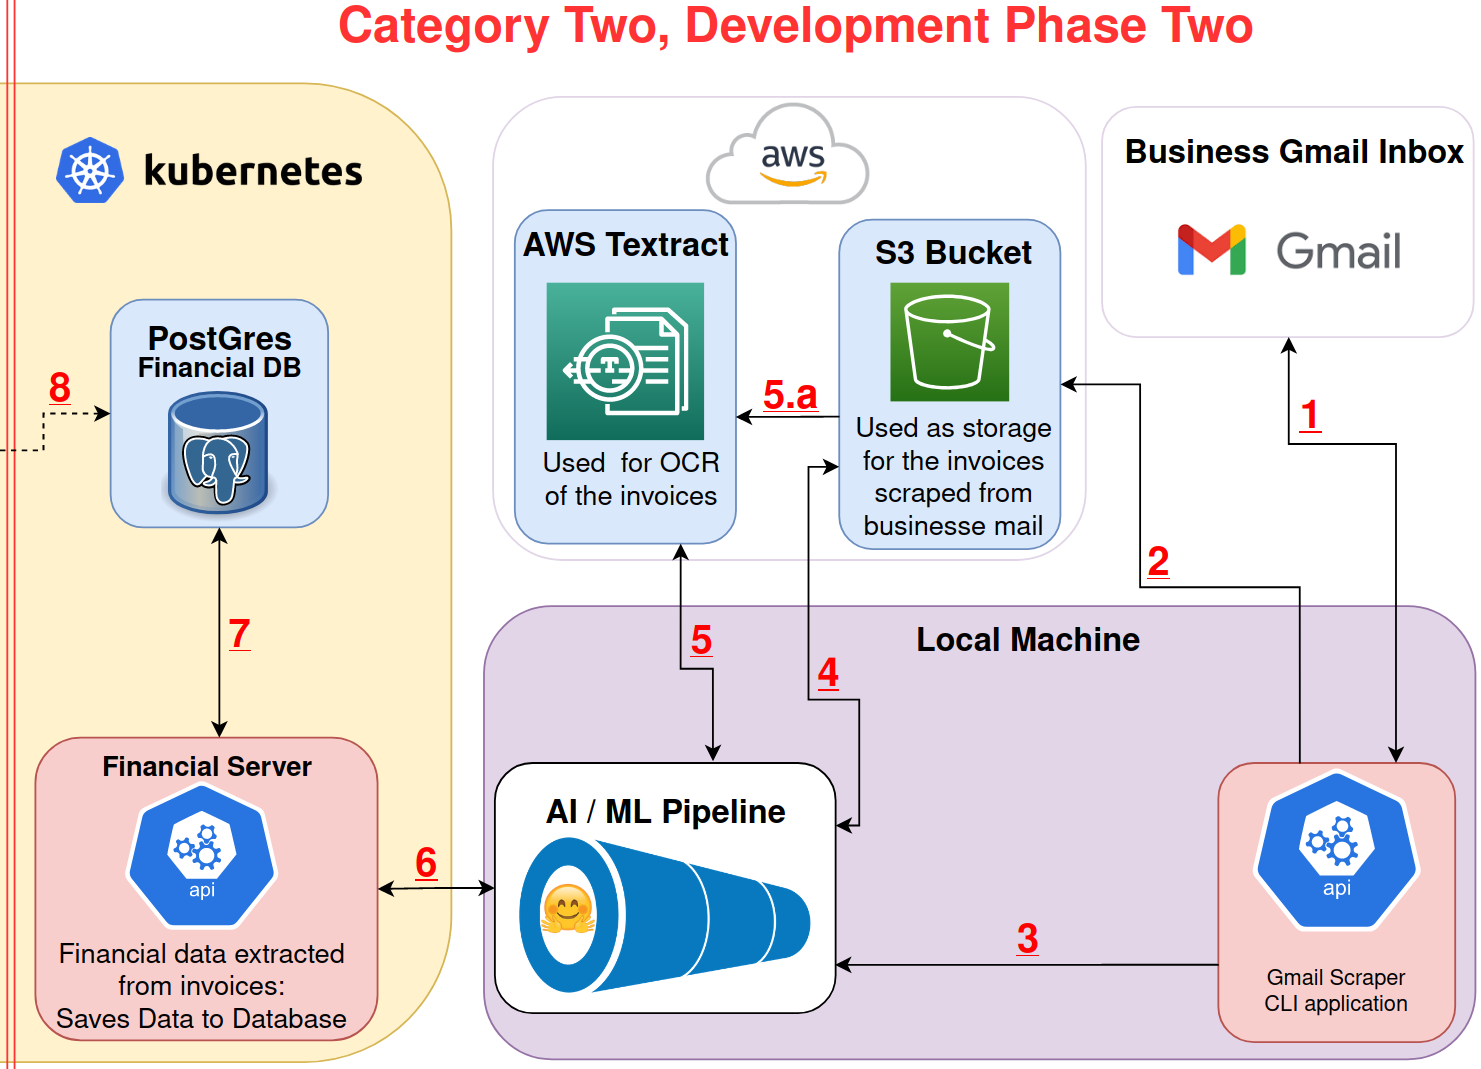 Category Two, Development Phase Two
kubernetes
aws
Business Gmail Inbox
Gmail
AWS Textract
Used for OCR
of the invoices
S3 Bucket
Used as storage
for the invoices
scraped from
businesse mail
PostGres
Financial DB
8
5.a
1
2
7
5
4
Local Machine
Financial Server
api
Financial data extracted
from invoices:
Saves Data to Database
6
AI / ML Pipeline
3
api
Gmail Scraper
CLI application